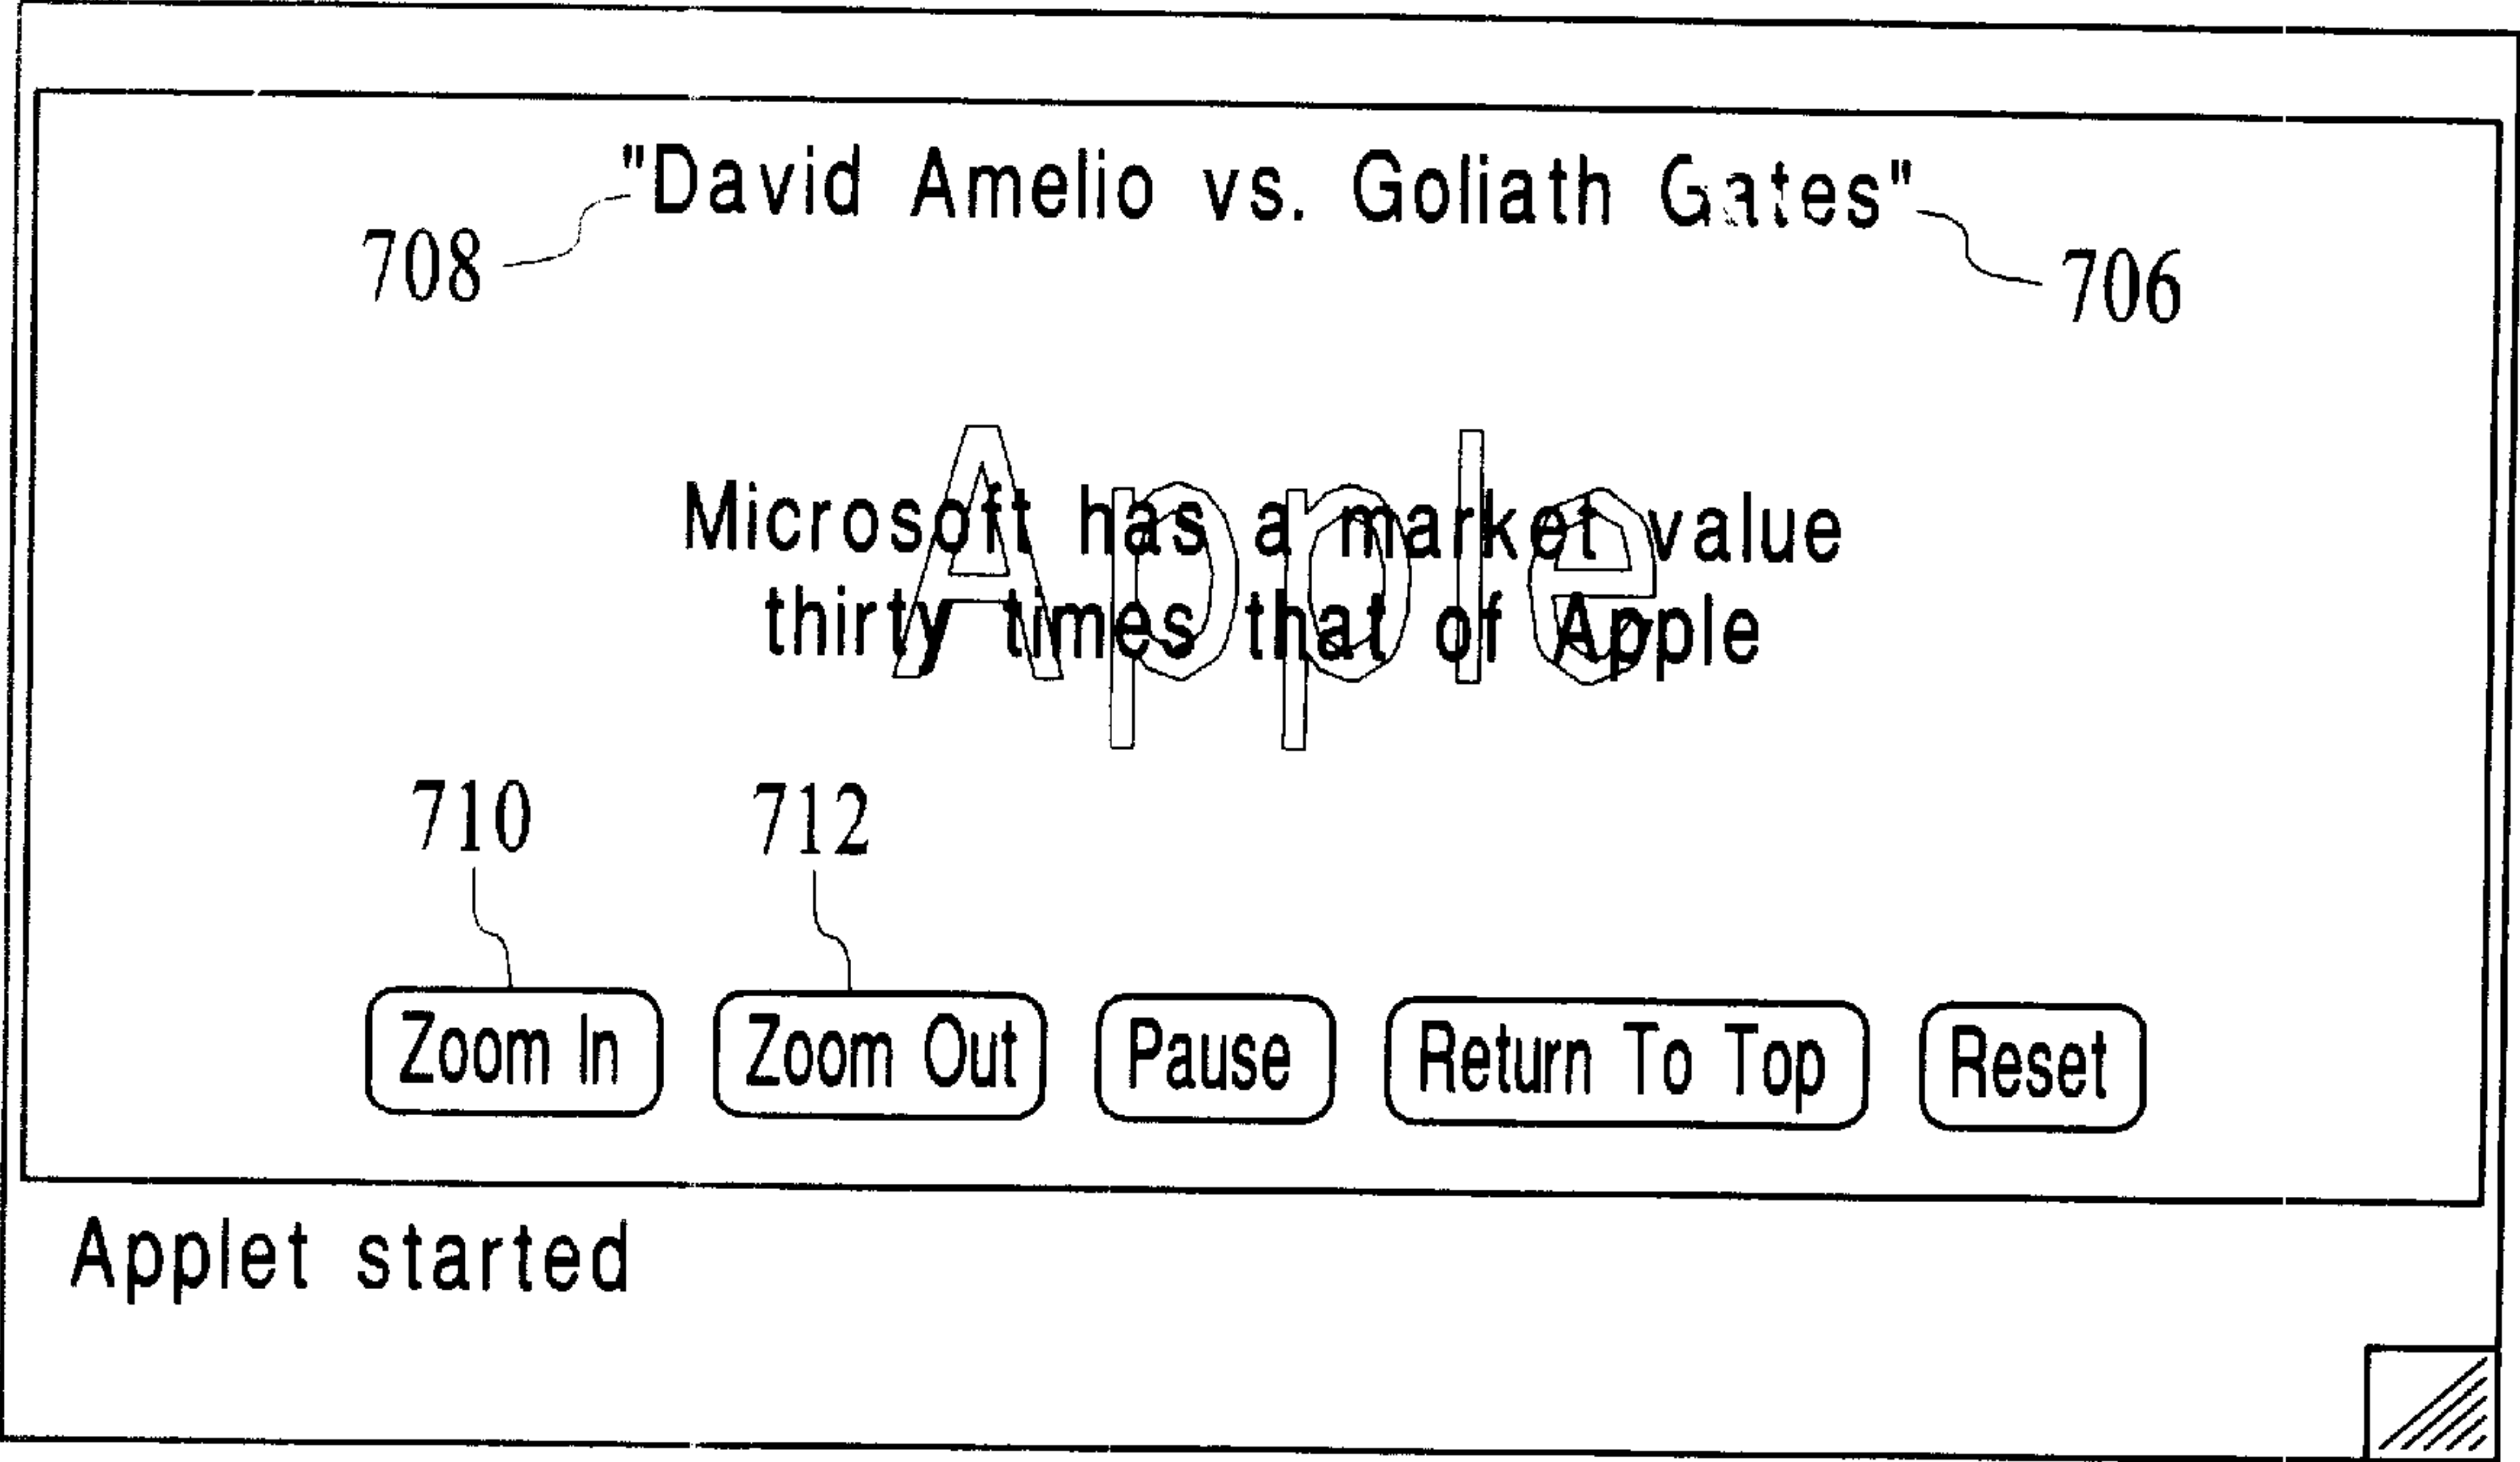 "David Amelio vs. Goliath Gates"
708
706
Apple
Microsoft has a market value
thirty times that of Apple
710
712
Zoom In
Zoom Out
Pause
Return To Top
Reset
Applet started